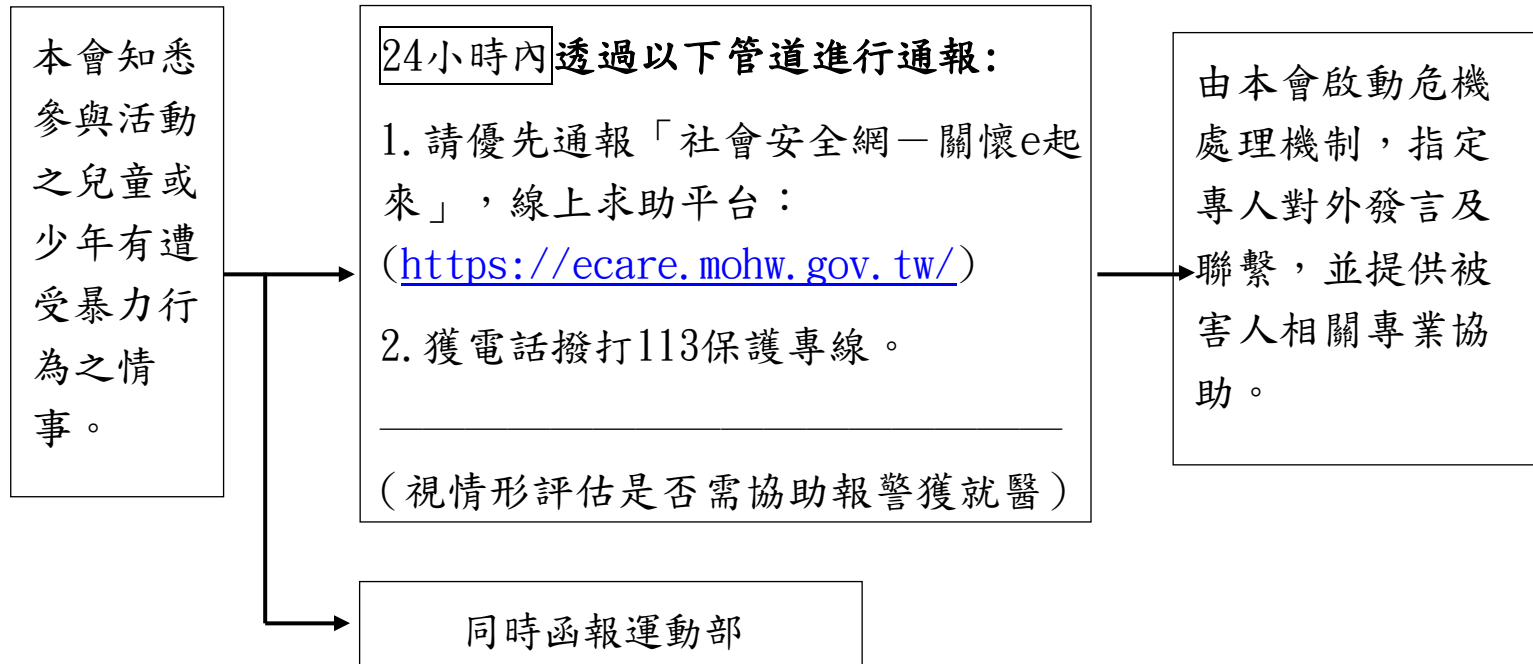 本會知悉
參與活動
之兒童或
少年有遭
受暴力行
為之情
事。
24小時內透過以下管道進行通報:
1.請優先通報「社會安全網－關懷e起
來」，線上求助平台：
(https://ecare.mohw.gov.tw/)
2.獲電話撥打113保護專線。
（視情形評估是否需協助報警獲就醫）
由本會啟動危機
處理機制，指定
專人對外發言及
聯繫，並提供被
害人相關專業協
助。
同時函報運動部